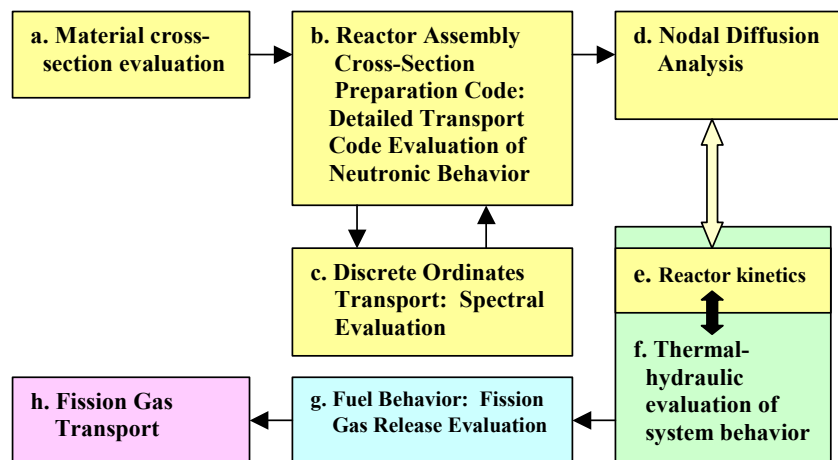 a. Material cross-
section evaluation
b. Reactor Assembly
Cross-Section
Preparation Code:
Detailed Transport
Code Evaluation of
Neutronic Behavior
c. Discrete Ordinates
Transport: Spectral
Evaluation
d. Nodal Diffusion
Analysis
e. Reactor kinetics
f. Thermal-
hydraulic
evaluation of
system behavior
g. Fuel Behavior: Fission
Gas Release Evaluation
h. Fission Gas
Transport